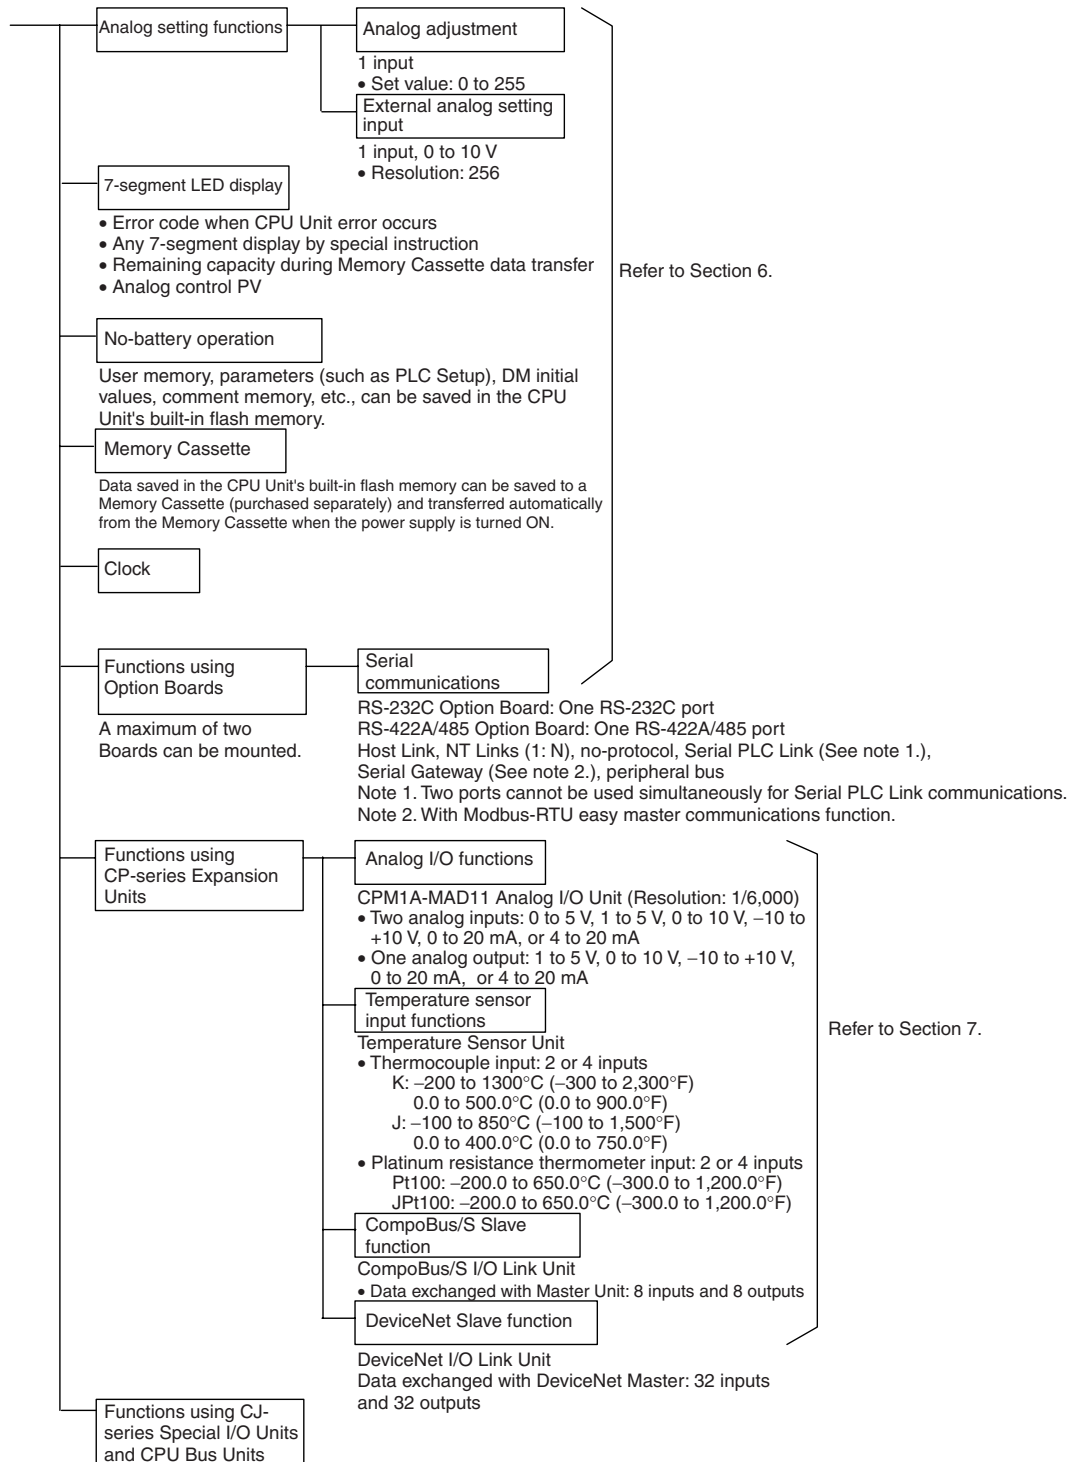 Analog setting functions
Analog adjustment
1 input
• Set value: 0 to 255
External analog setting
input
1 input, 0 to 10 V
• Resolution: 256
7-segment LED display
• Error code when CPU Unit error occurs
• Any 7-segment display by special instruction
• Remaining capacity during Memory Cassette data transfer
• Analog control PV
Refer to Section 6.
No-battery operation
User memory, parameters (such as PLC Setup), DM initial
values, comment memory, etc., can be saved in the CPU
Unit's built-in flash memory.
Memory Cassette
Data saved in the CPU Unit's built-in flash memory can be saved to a
Memory Cassette (purchased separately) and transferred automatically
from the Memory Cassette when the power supply is turned ON.
Clock
Functions using
Option Boards
A maximum of two
Boards can be mounted.
Serial
communications
RS-232C Option Board: One RS-232C port
RS-422A/485 Option Board: One RS-422A/485 port
Host Link, NT Links (1: N), no-protocol, Serial PLC Link (See note 1.),
Serial Gateway (See note 2.), peripheral bus
Note 1. Two ports cannot be used simultaneously for Serial PLC Link communications.
Note 2. With Modbus-RTU easy master communications function.
Functions using
CP-series Expansion
Units
Analog I/O functions
CPM1A-MAD11 Analog I/O Unit (Resolution: 1/6,000)
• Two analog inputs: 0 to 5 V, 1 to 5 V, 0 to 10 V, −10 to
+10 V, 0 to 20 mA, or 4 to 20 mA
• One analog output: 1 to 5 V, 0 to 10 V, −10 to +10 V,
0 to 20 mA, or 4 to 20 mA
Temperature sensor
input functions
Temperature Sensor Unit
• Thermocouple input: 2 or 4 inputs
K: −200 to 1300°C (−300 to 2,300°F)
0.0 to 500.0°C (0.0 to 900.0°F)
J: −100 to 850°C (−100 to 1,500°F)
0.0 to 400.0°C (0.0 to 750.0°F)
• Platinum resistance thermometer input: 2 or 4 inputs
Pt100: −200.0 to 650.0°C (−300.0 to 1,200.0°F)
JPt100: −200.0 to 650.0°C (−300.0 to 1,200.0°F)
Refer to Section 7.
CompoBus/S Slave
function
CompoBus/S I/O Link Unit
• Data exchanged with Master Unit: 8 inputs and 8 outputs
DeviceNet Slave function
DeviceNet I/O Link Unit
Data exchanged with DeviceNet Master: 32 inputs
and 32 outputs
Functions using CJ-
series Special I/O Units
and CPU Bus Units